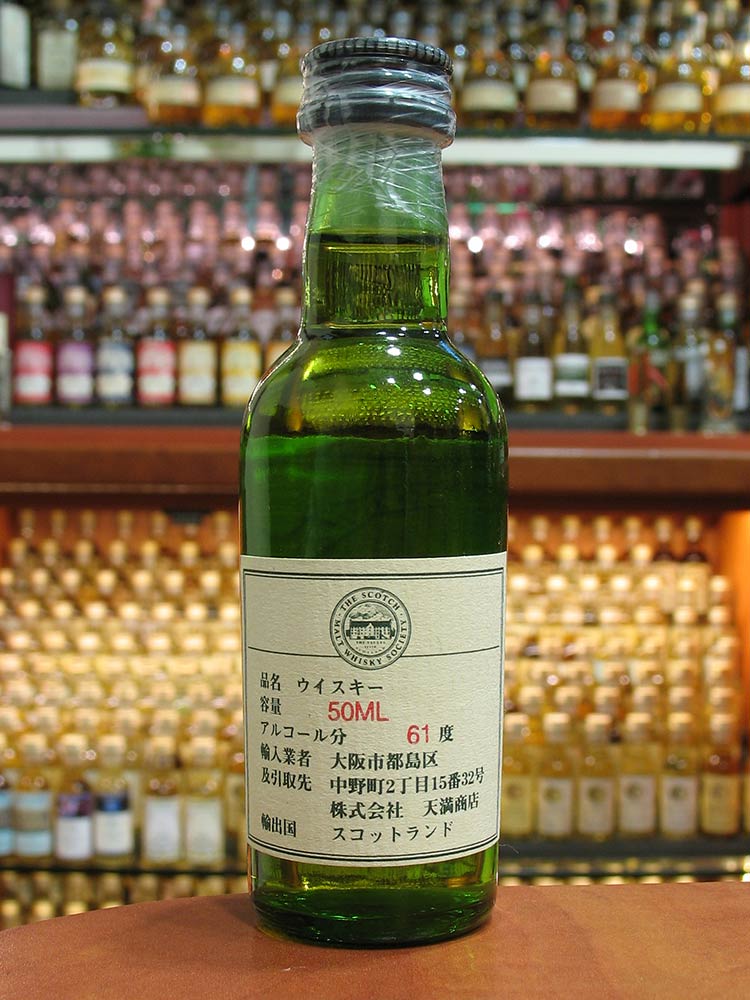 THE SCOTCH MALT WHISKY SOCIETY
品名 ウイスキー
容量 50ML
アルコール分 61度
輸入業者 大阪市都島区
及引取先 中野町2丁目15番32号
株式会社 天満商店
輸出国 スコットランド